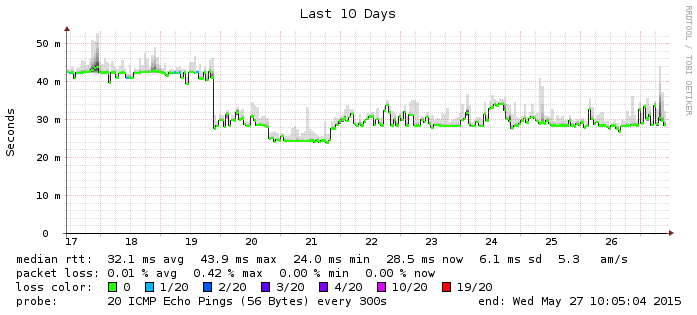 Last 10 Days
RRDTOOL / TOBI OETIKER
Seconds
50 m
40 m
30 m
20 m
10 m
0
17 18 19 20 21 22 23 24 25 26
median rtt: 32.1 ms avg 43.9 ms max 24.0 ms min 28.5 ms now 6.1 ms sd 5.3 am/s
packet loss: 0.01 % avg 0.42 % max 0.00 % min 0.00 % now
loss color: 0 1/20 2/20 3/20 4/20 10/20 19/20
probe: 20 ICMP Echo Pings (56 Bytes) every 300s end: Wed May 27 10:05:04 2015